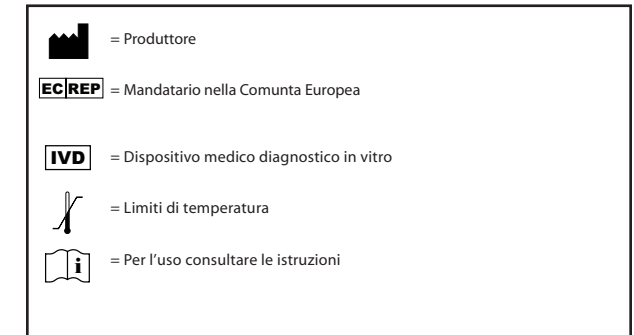 = Produttore
EC REP = Mandatario nella Comunta Europea
IVD = Dispositivo medico diagnostico in vitro
= Limiti di temperatura
i = Per l'uso consultare le istruzioni